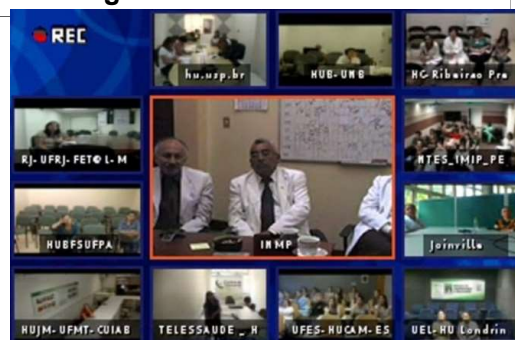 REC
hu.usp.br
HUB-UNB
HC Ribeirao Pre
RJ-UFRJ-FET@L-M
NTES_IMIP_PE
HUBFSUFPA
INMP
Joinville
HUJM-UFMT-CUIAB
TELESSAUDE_H
UFES-HUCAM-ES
UEL-HU Londrin